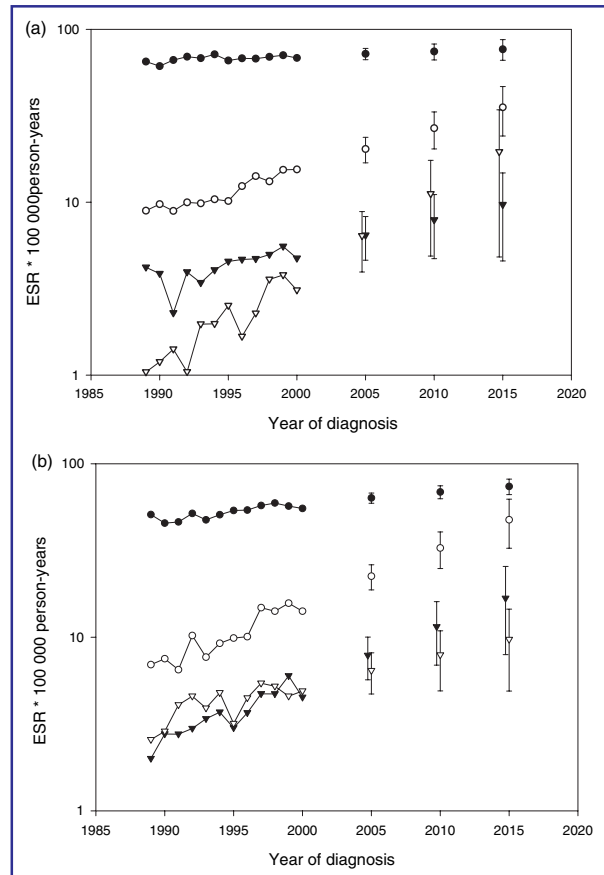 (a)
100
10
1
ESR * 100 000person-years
1985 1990 1995 2000 2005 2010 2015 2020
Year of diagnosis
(b)
100
10
1
ESR * 100 000 person-years
1985 1990 1995 2000 2005 2010 2015 2020
Year of diagnosis